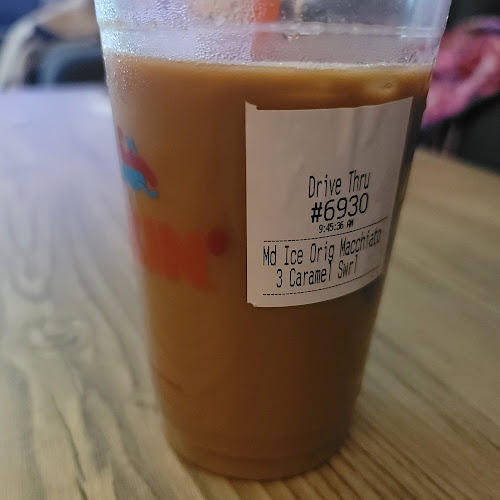 Drive Thru
#6930
9:45:36 AM
Md Ice Orig Macchiato
3 Caramel Swrl